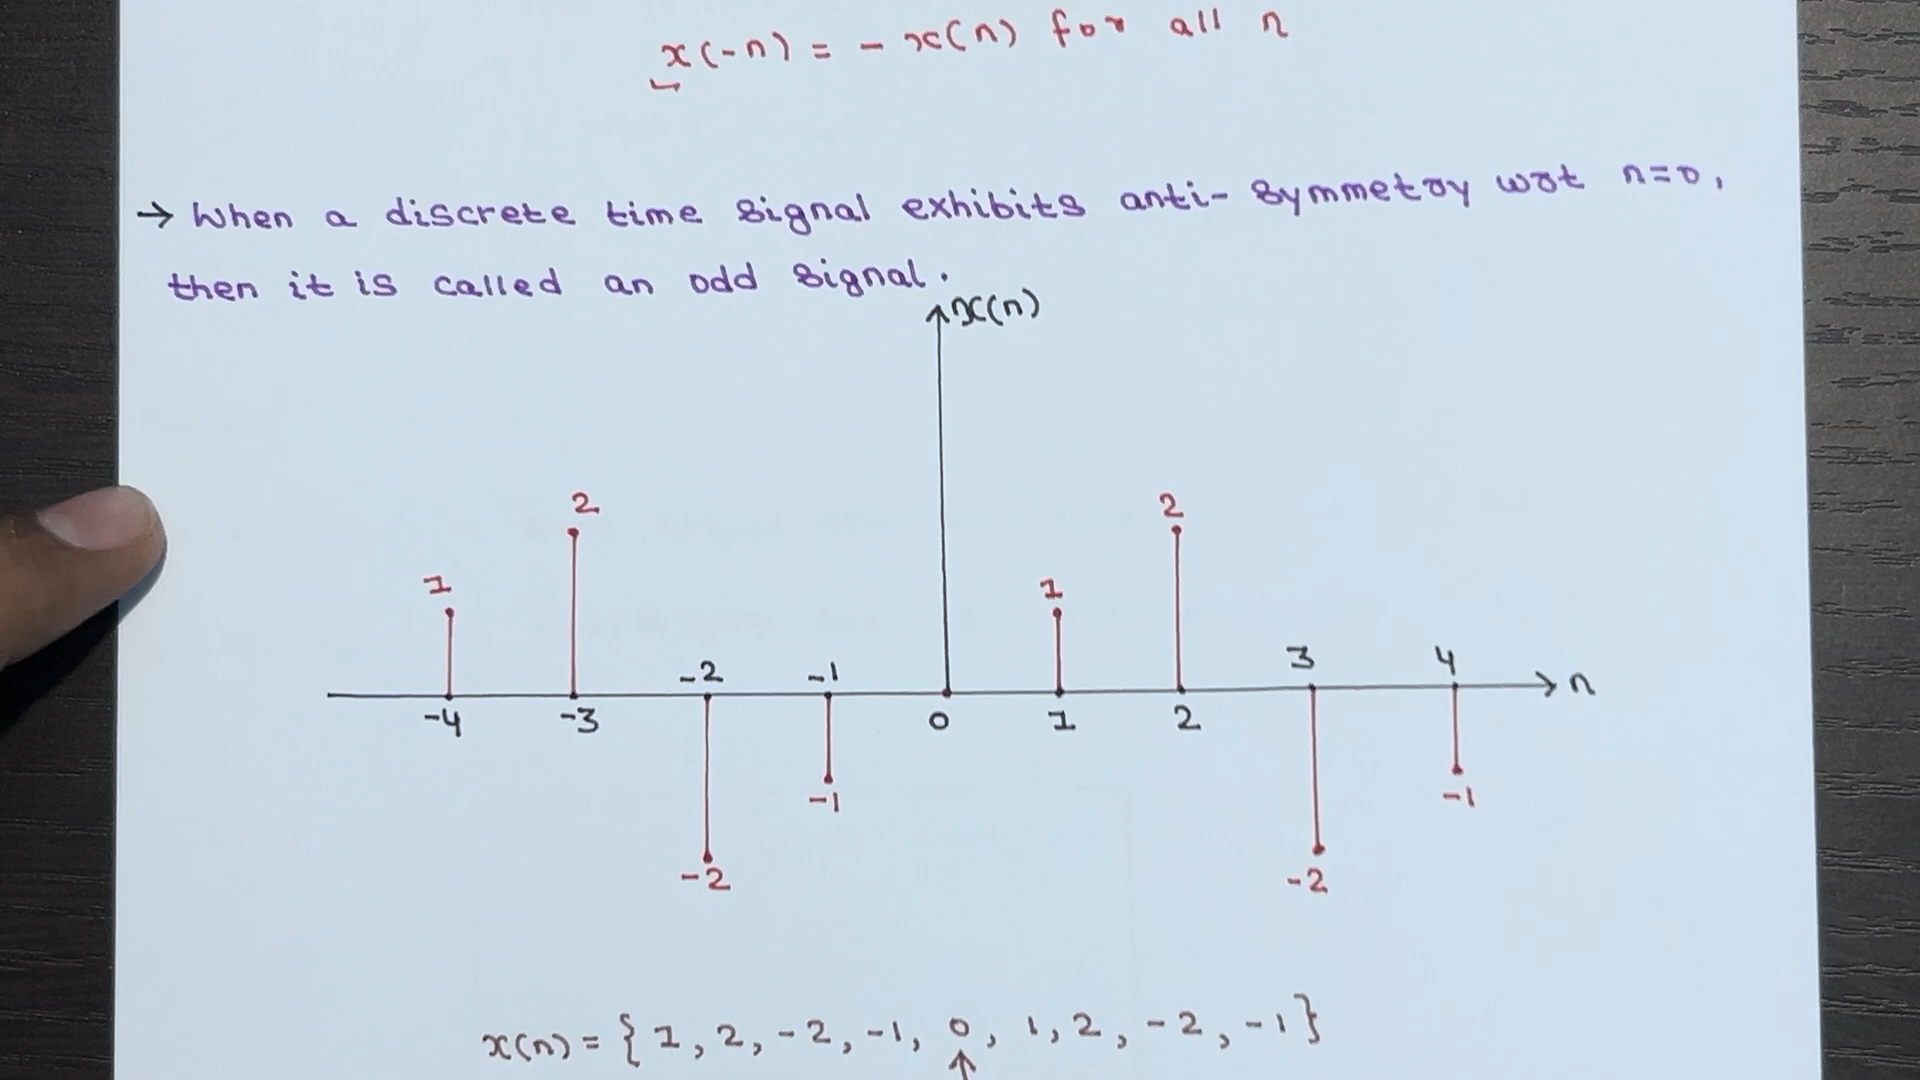 x(-n) = - x(n) for all n
→ When a discrete time signal exhibits anti-symmetry wrt n=0,
then it is called an odd signal.
x(n)
2 2
1 1
-2 -1 3 4
n
-4 -3 0 1 2
-1 -1
-2 -2
x(n) = { 1, 2, -2, -1, 0, 1, 2, -2, -1 }
↑